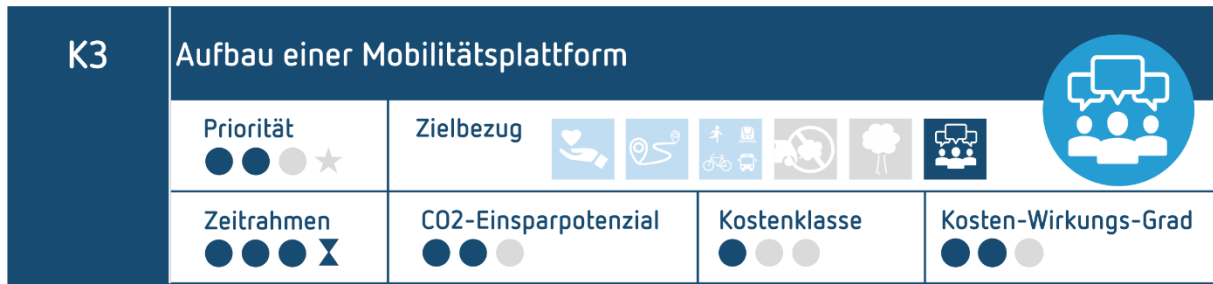 K3
Aufbau einer Mobilitätsplattform
Priorität
Zielbezug
Zeitrahmen
CO2-Einsparpotenzial
Kostenklasse
Kosten-Wirkungs-Grad